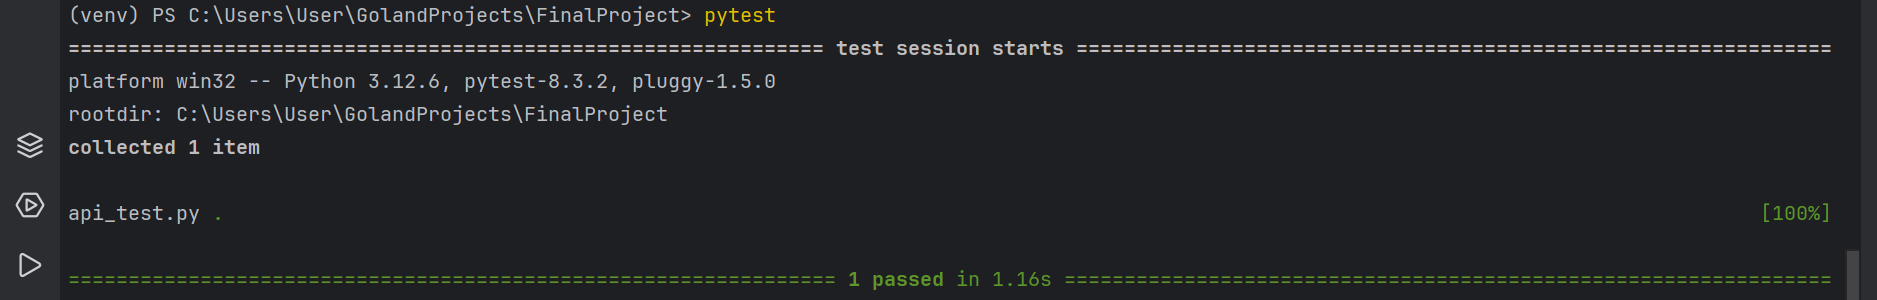 (venv) PS C:\Users\User\GolandProjects\FinalProject> pytest
=============================================================== test session starts ===============================================================
platform win32 -- Python 3.12.6, pytest-8.3.2, pluggy-1.5.0
rootdir: C:\Users\User\GolandProjects\FinalProject
collected 1 item
api_test.py . [100%]
================================================================ 1 passed in 1.16s ================================================================